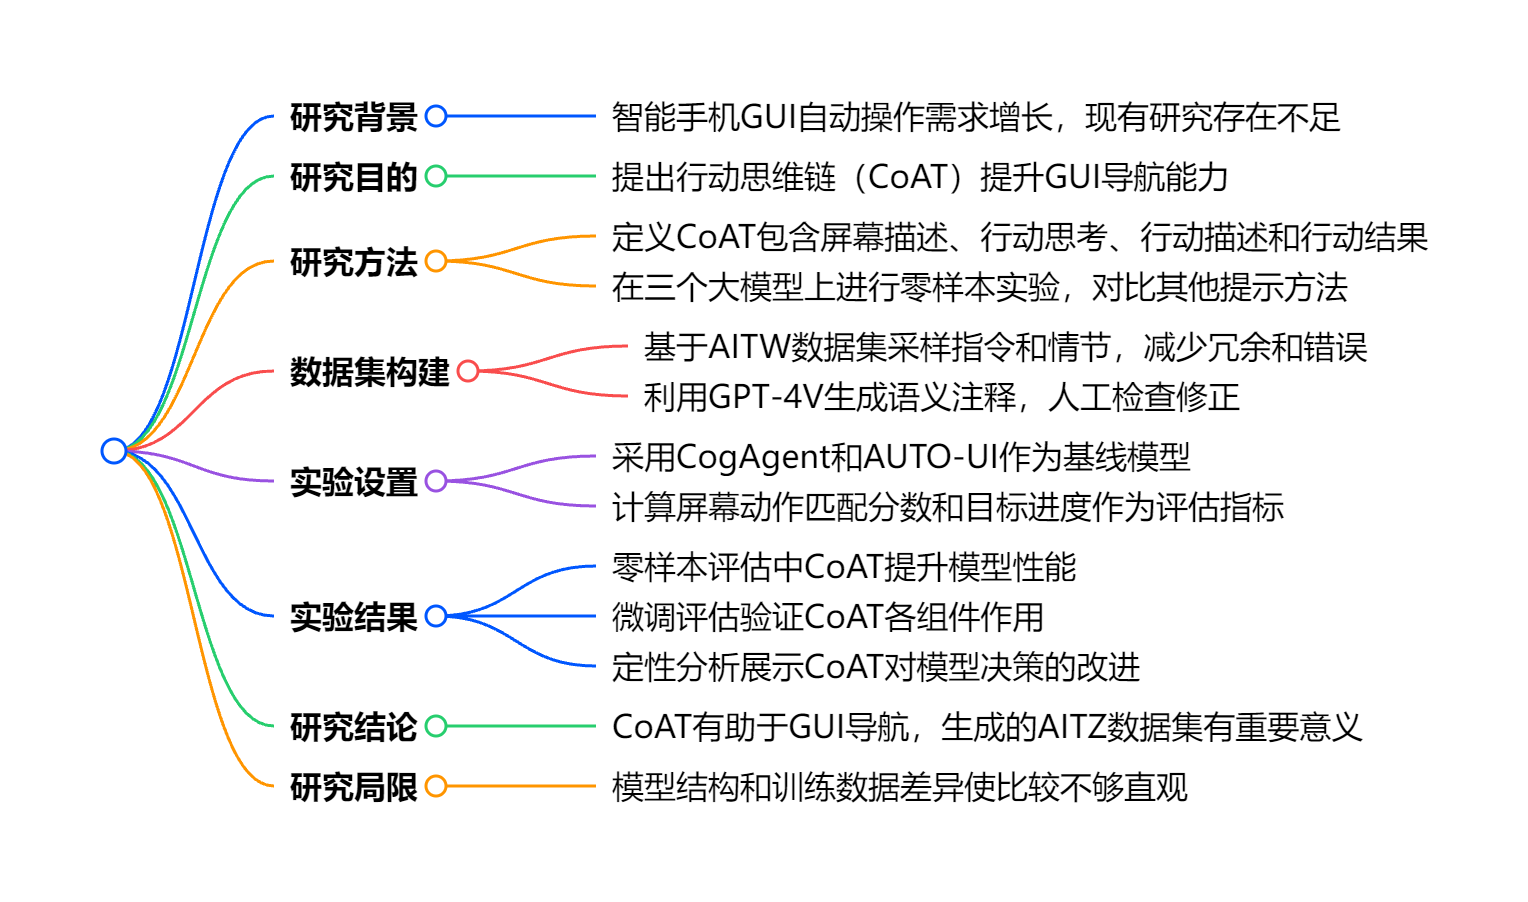 研究背景
智能手机GUI自动操作需求增长，现有研究存在不足
研究目的
提出行动思维链（CoAT）提升GUI导航能力
研究方法
定义CoAT包含屏幕描述、行动思考、行动描述和行动结果
在三个大模型上进行零样本实验，对比其他提示方法
数据集构建
基于AITW数据集采样指令和情节，减少冗余和错误
利用GPT-4V生成语义注释，人工检查修正
实验设置
采用CogAgent和AUTO-UI作为基线模型
计算屏幕动作匹配分数和目标进度作为评估指标
实验结果
零样本评估中CoAT提升模型性能
微调评估验证CoAT各组件作用
定性分析展示CoAT对模型决策的改进
研究结论
CoAT有助于GUI导航，生成的AITZ数据集有重要意义
研究局限
模型结构和训练数据差异使比较不够直观